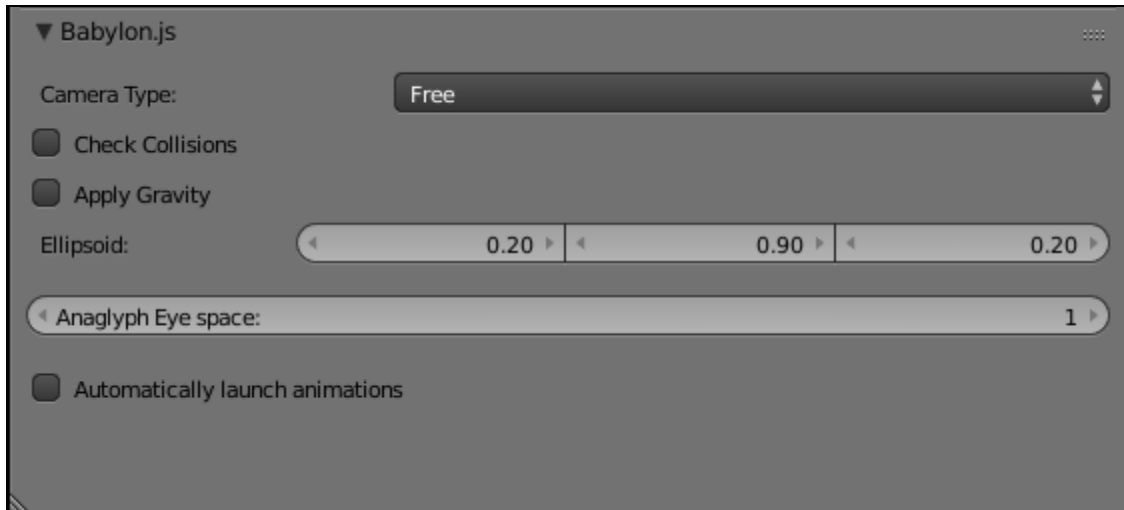 Babylon.js
Camera Type: Free
Check Collisions
Apply Gravity
Ellipsoid: 0.20 0.90 0.20
Anaglyph Eye space: 1
Automatically launch animations